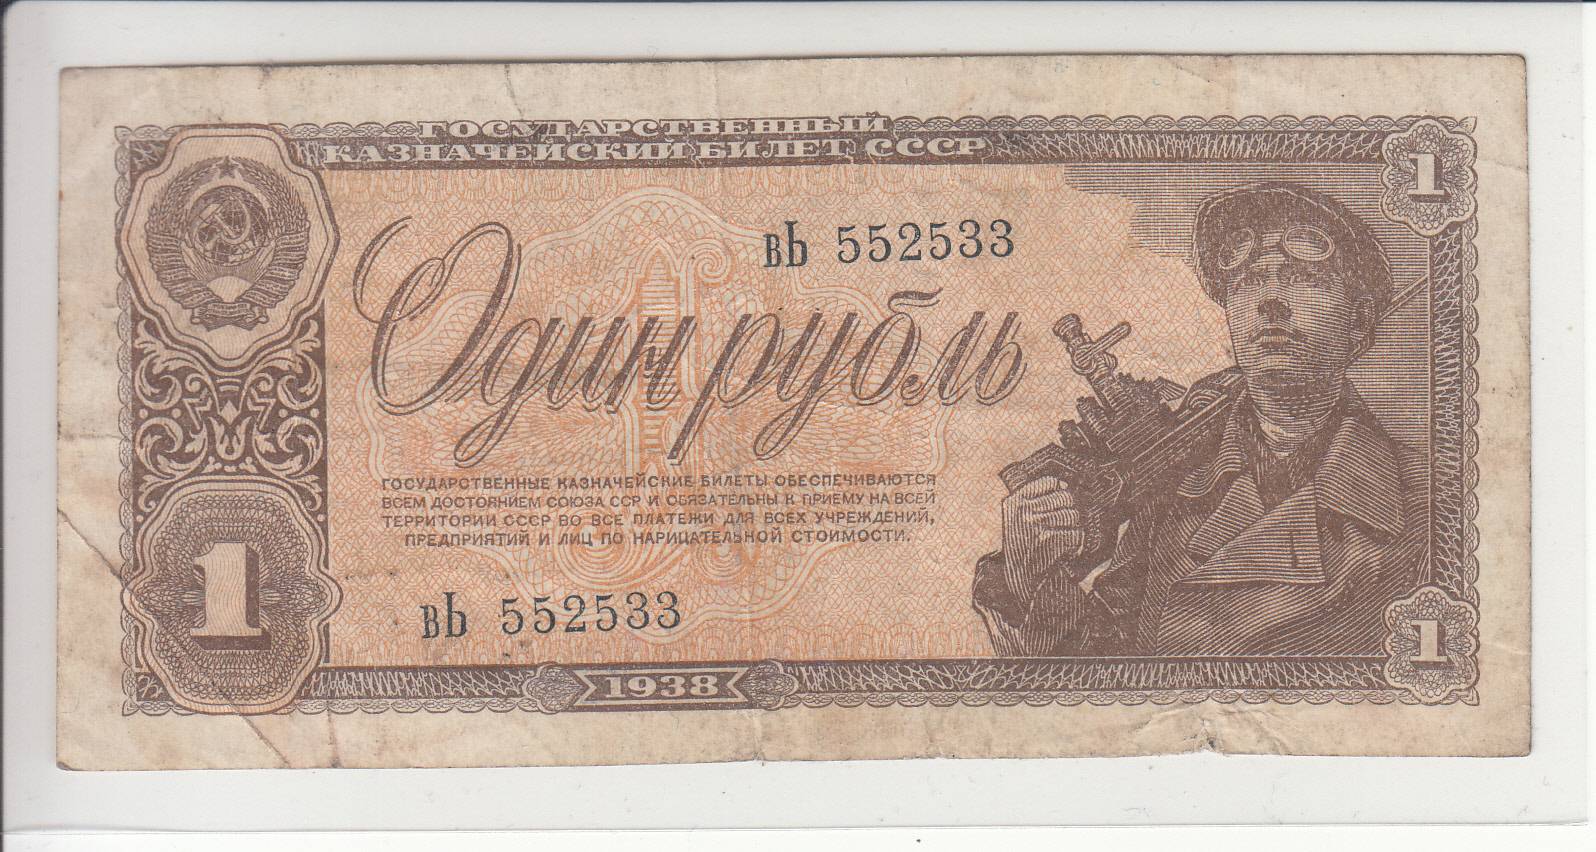 ГОСУДАРСТВЕННЫЙ
КАЗНАЧЕЙСКИЙ БИЛЕТ СССР
1
вЬ 552533
Один рубль
ГОСУДАРСТВЕННЫЕ КАЗНАЧЕЙСКИЕ БИЛЕТЫ ОБЕСПЕЧИВАЮТСЯ
ВСЕМ ДОСТОЯНИЕМ СОЮЗА ССР И ОБЯЗАТЕЛЬНЫ К ПРИЕМУ НА ВСЕЙ
ТЕРРИТОРИИ СССР ВО ВСЕ ПЛАТЕЖИ ДЛЯ ВСЕХ УЧРЕЖДЕНИЙ,
ПРЕДПРИЯТИЙ И ЛИЦ ПО НАРИЦАТЕЛЬНОЙ СТОИМОСТИ.
1
вЬ 552533
1
1938